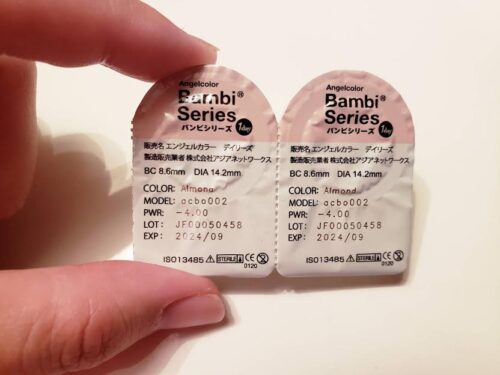 Angelcolor
Bambi®
Series
バンビシリーズ 1day
販売名 エンジェルカラー デイリーズ
製造販売業者 株式会社アジアネットワークス
BC 8.6mm DIA 14.2mm
COLOR: Almond
MODEL: acbo002
PWR: -4.00
LOT: JF00050458
EXP: 2024/09
ISO13485 STERILE CE
0120
Angelcolor
Bambi®
Series
バンビシリーズ 1day
販売名 エンジェルカラー デイリーズ
製造販売業者 株式会社アジアネットワークス
BC 8.6mm DIA 14.2mm
COLOR: Almond
MODEL: acbo002
PWR: -4.00
LOT: JF00050458
EXP: 2024/09
ISO13485 STERILE CE
0120